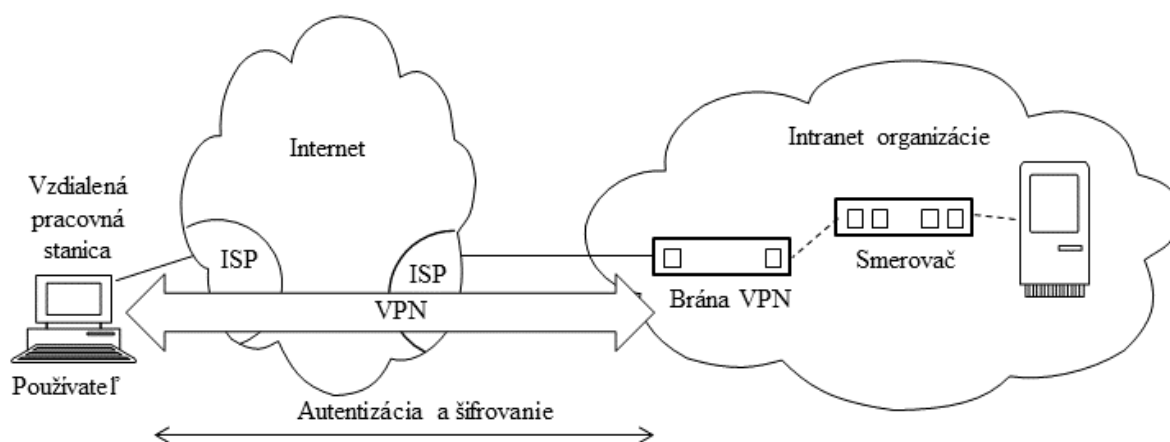 Internet
Intranet organizácie
Vzdialená
pracovná
stanica
ISP
ISP
Smerovač
Brána VPN
VPN
Používateľ
Autentizácia a šifrovanie